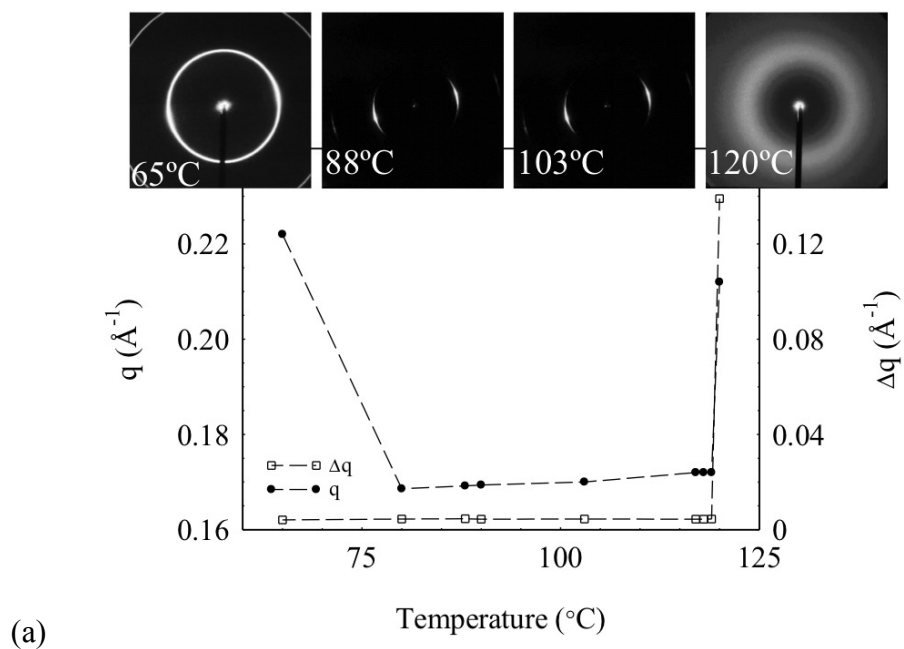 65ºC 88ºC 103ºC 120ºC
0.22 0.12
0.20 0.08
0.18 0.04
0.16 0
q (Å-1)
Δq (Å-1)
Δq
q
75 100 125
Temperature (°C)
(a)